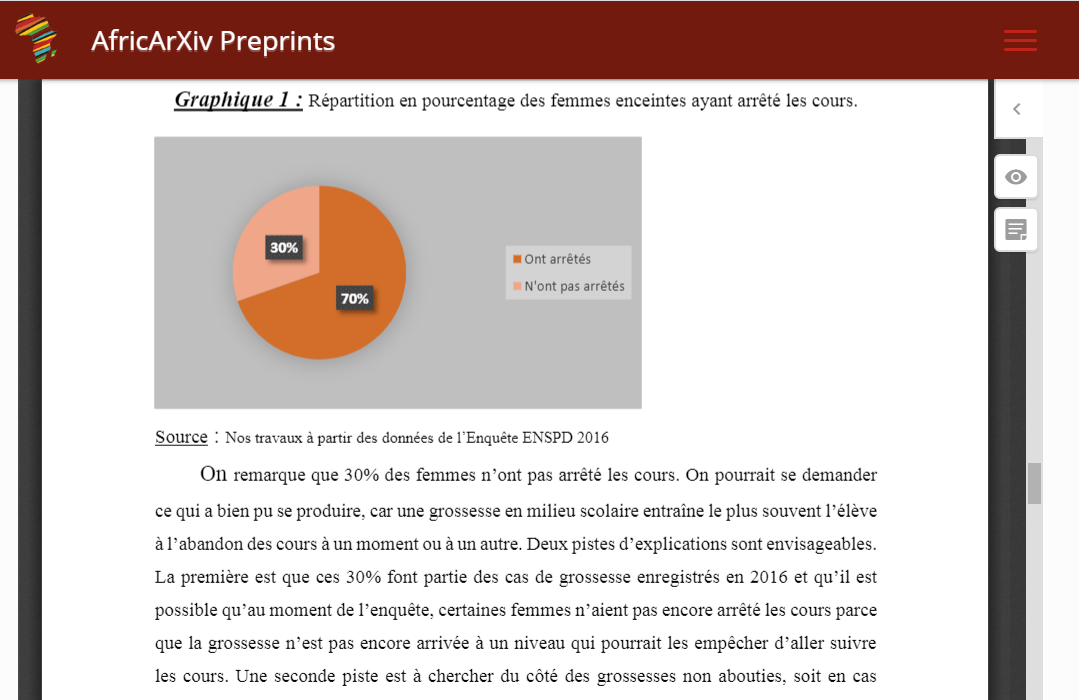 AfricArXiv Preprints
Graphique 1 : Répartition en pourcentage des femmes enceintes ayant arrêté les cours.
30%
70%
Ont arrêtés
N'ont pas arrêtés
Source : Nos travaux à partir des données de l’Enquête ENSPD 2016
On remarque que 30% des femmes n’ont pas arrêté les cours. On pourrait se demander
ce qui a bien pu se produire, car une grossesse en milieu scolaire entraîne le plus souvent l’élève
à l’abandon des cours à un moment ou à un autre. Deux pistes d’explications sont envisageables.
La première est que ces 30% font partie des cas de grossesse enregistrés en 2016 et qu’il est
possible qu’au moment de l’enquête, certaines femmes n’aient pas encore arrêté les cours parce
que la grossesse n’est pas encore arrivée à un niveau qui pourrait les empêcher d’aller suivre
les cours. Une seconde piste est à chercher du côté des grossesses non abouties, soit en cas